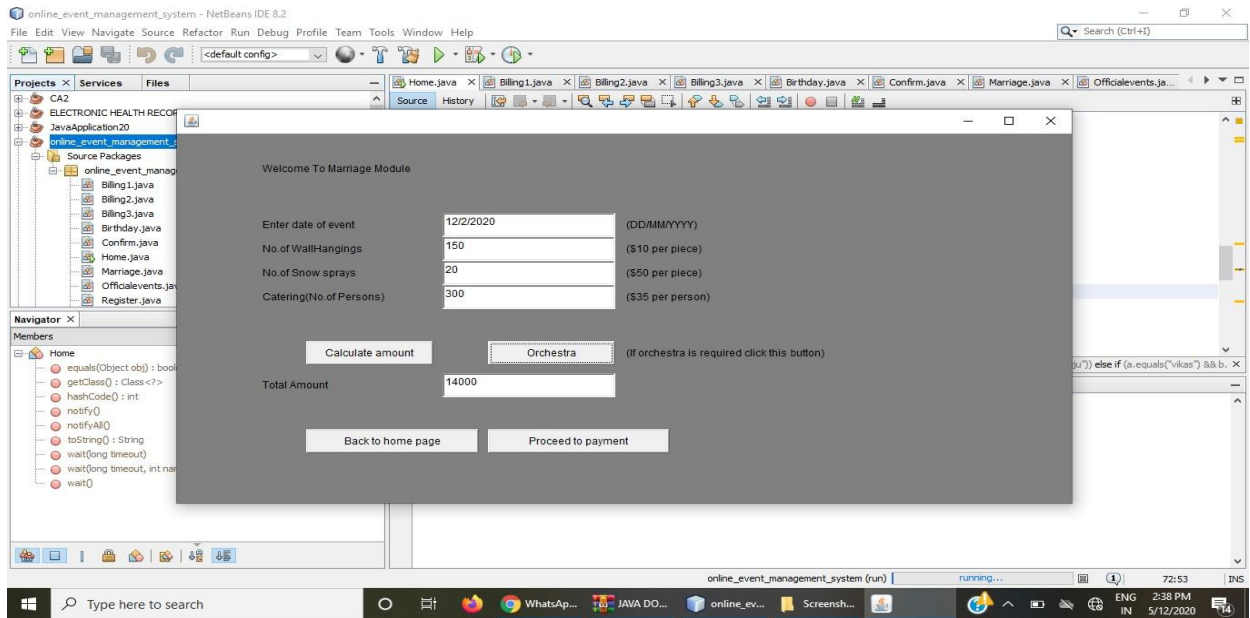 online_event_management_system - NetBeans IDE 8.2
File Edit View Navigate Source Refactor Run Debug Profile Team Tools Window Help
Search (Ctrl+I)
<default config>
Projects Services Files
Home.java Billing1.java Billing2.java Billing3.java Birthday.java Confirm.java Marriage.java Officialevents.ja...
Source History
CA2
ELECTRONIC HEALTH RECOR
JavaApplication20
online_event_management_s
Source Packages
online_event_manag
Billing1.java
Billing2.java
Billing3.java
Birthday.java
Confirm.java
Home.java
Marriage.java
Officialevents.jav
Register.java
Welcome To Marriage Module
Enter date of event 12/2/2020 (DD/MM/YYYY)
No.of WallHangings 150 ($10 per piece)
No.of Snow sprays 20 ($50 per piece)
Catering(No.of Persons) 300 ($35 per person)
Calculate amount Orchestra (If orchestra is required click this button)
Total Amount 14000
Back to home page Proceed to payment
ju")) else if (a.equals("vikas") && b.
Navigator
Members
Home
equals(Object obj) : bool
getClass() : Class<?>
hashCode() : int
notify()
notifyAll()
toString() : String
wait(long timeout)
wait(long timeout, int nan
wait()
online_event_management_system (run) running... 1 72:53 INS
Type here to search
WhatsAp... JAVA DO... online_ev... Screensh...
ENG IN
2:38 PM
5/12/2020
14